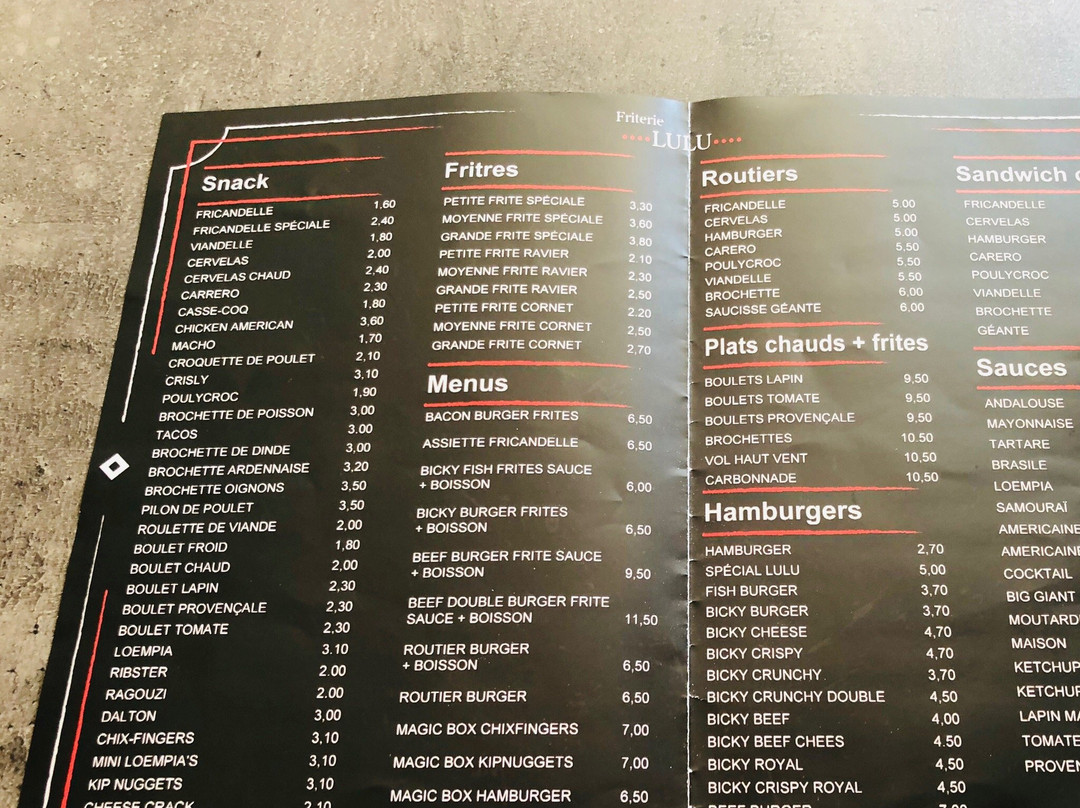 Friterie
LULU
Snack
FRICANDELLE 1.60
FRICANDELLE SPÉCIALE 2,40
VIANDELLE 1,80
CERVELAS 2,00
CERVELAS CHAUD 2,40
CARRERO 2,30
CASSE-COQ 1,80
CHICKEN AMERICAN 3,60
MACHO 1,70
CROQUETTE DE POULET 2,10
CRISLY 3,10
POULYCROC 1,90
BROCHETTE DE POISSON 3,00
TACOS 3.00
BROCHETTE DE DINDE 3,00
BROCHETTE ARDENNAISE 3,20
BROCHETTE OIGNONS 3,50
PILON DE POULET 3,50
ROULETTE DE VIANDE 2,00
BOULET FROID 1,80
BOULET CHAUD 2,00
BOULET LAPIN 2,30
BOULET PROVENÇALE 2,30
BOULET TOMATE 2,30
LOEMPIA 3.10
RIBSTER 2.00
RAGOUZI 2.00
DALTON 3,00
CHIX-FINGERS 3,10
MINI LOEMPIA'S 3,10
KIP NUGGETS 3,10
CHEESE CRACK 2,10
Fritres
PETITE FRITE SPÉCIALE 3,30
MOYENNE FRITE SPÉCIALE 3,60
GRANDE FRITE SPÉCIALE 3,80
PETITE FRITE RAVIER 2.10
MOYENNE FRITE RAVIER 2,30
GRANDE FRITE RAVIER 2,50
PETITE FRITE CORNET 2.20
MOYENNE FRITE CORNET 2,50
GRANDE FRITE CORNET 2,70
Menus
BACON BURGER FRITES 6,50
ASSIETTE FRICANDELLE 6,50
BICKY FISH FRITES SAUCE
+ BOISSON 6,00
BICKY BURGER FRITES
+ BOISSON 6,50
BEEF BURGER FRITE SAUCE
+ BOISSON 9,50
BEEF DOUBLE BURGER FRITE
SAUCE + BOISSON 11,50
ROUTIER BURGER
+ BOISSON 6,50
ROUTIER BURGER 6,50
MAGIC BOX CHIXFINGERS 7,00
MAGIC BOX KIPNUGGETS 7,00
MAGIC BOX HAMBURGER 6,50
Routiers
FRICANDELLE 5.00
CERVELAS 5.00
HAMBURGER 5.00
CARERO 5,50
POULYCROC 5,50
VIANDELLE 5.50
BROCHETTE 6,00
SAUCISSE GÉANTE 6,00
Plats chauds + frites
BOULETS LAPIN 9,50
BOULETS TOMATE 9,50
BOULETS PROVENÇALE 9,50
BROCHETTES 10.50
VOL HAUT VENT 10,50
CARBONNADE 10,50
Hamburgers
HAMBURGER 2,70
SPÉCIAL LULU 5,00
FISH BURGER 3,70
BICKY BURGER 3,70
BICKY CHEESE 4,70
BICKY CRISPY 4,70
BICKY CRUNCHY 3,70
BICKY CRUNCHY DOUBLE 4,50
BICKY BEEF 4,00
BICKY BEEF CHEES 4.50
BICKY ROYAL 4,50
BICKY CRISPY ROYAL 4,50
BEEF BURGER 7,00
Sandwich
FRICANDELLE
CERVELAS
HAMBURGER
CARERO
POULYCROC
VIANDELLE
BROCHETTE
GÉANTE
Sauces
ANDALOUSE
MAYONNAISE
TARTARE
BRASILE
LOEMPIA
SAMOURAÏ
AMERICAINE
AMERICAINE
COCKTAIL
BIG GIANT
MOUTARD
MAISON
KETCHUP
KETCHUP
LAPIN MA
TOMATE
PROVEN